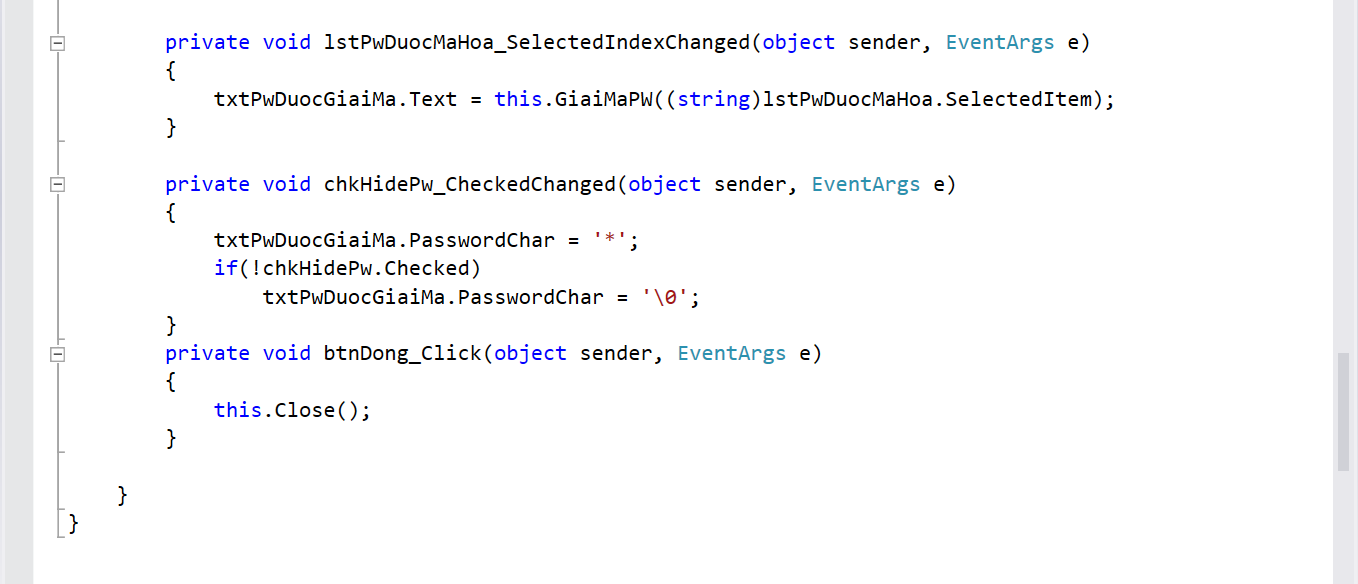 private void lstPwDuocMaHoa_SelectedIndexChanged(object sender, EventArgs e)
{
txtPwDuocGiaiMa.Text = this.GiaiMaPW((string)lstPwDuocMaHoa.SelectedItem);
}
private void chkHidePw_CheckedChanged(object sender, EventArgs e)
{
txtPwDuocGiaiMa.PasswordChar = '*';
if(!chkHidePw.Checked)
txtPwDuocGiaiMa.PasswordChar = '\0';
}
private void btnDong_Click(object sender, EventArgs e)
{
this.Close();
}
}
}